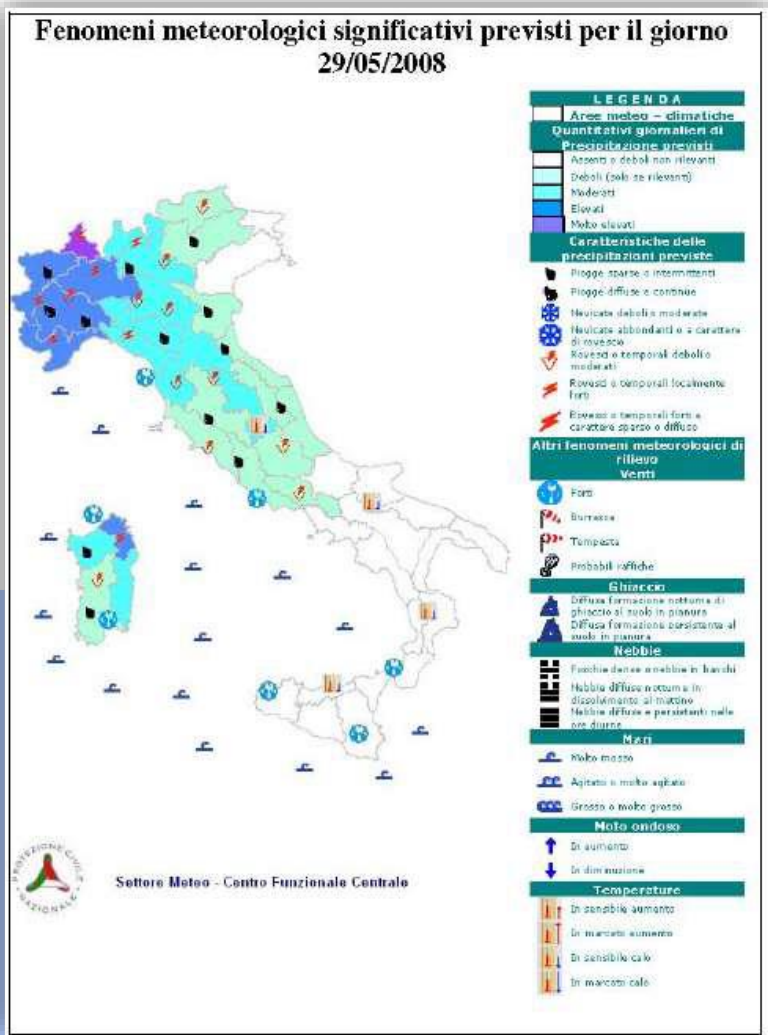 Fenomeni meteorologici significativi previsti per il giorno
29/05/2008
LEGENDA
Aree meteo – climatiche
Quantitativi giornalieri di
Precipitazione previsti
Assenti o deboli non rilevanti
Deboli (solo se rilevanti)
Moderati
Elevati
Molto elevati
Caratteristiche delle
precipitazioni previste
Piogge sparse o intermittenti
Piogge diffuse e continue
Nevicate deboli o moderate
Nevicate abbondanti o a carattere
di rovescio
Rovesci o temporali deboli o
moderati
Rovesci o temporali localmente
forti
Rovesci o temporali forti a
carattere sparso o diffuso
Altri fenomeni meteorologici di
rilievo
Venti
Forti
Burrasca
Tempesta
Probabili raffiche
Ghiaccio
Diffusa formazione notturna di
ghiaccio al suolo in pianura
Diffusa formazione persistente al
suolo in pianura
Nebbie
Foschie dense o nebbie in banchi
Nebbie diffuse notturne in
dissolvimento al mattino
Nebbie diffuse e persistenti nelle
ore diurne
Mari
Molto mosso
Agitato o molto agitato
Grosso o molto grosso
Moto ondoso
In aumento
In diminuzione
Temperature
In sensibile aumento
In marcato aumento
In sensibile calo
In marcato calo
PROTEZIONE CIVILE
NAZIONALE
Settore Meteo - Centro Funzionale Centrale